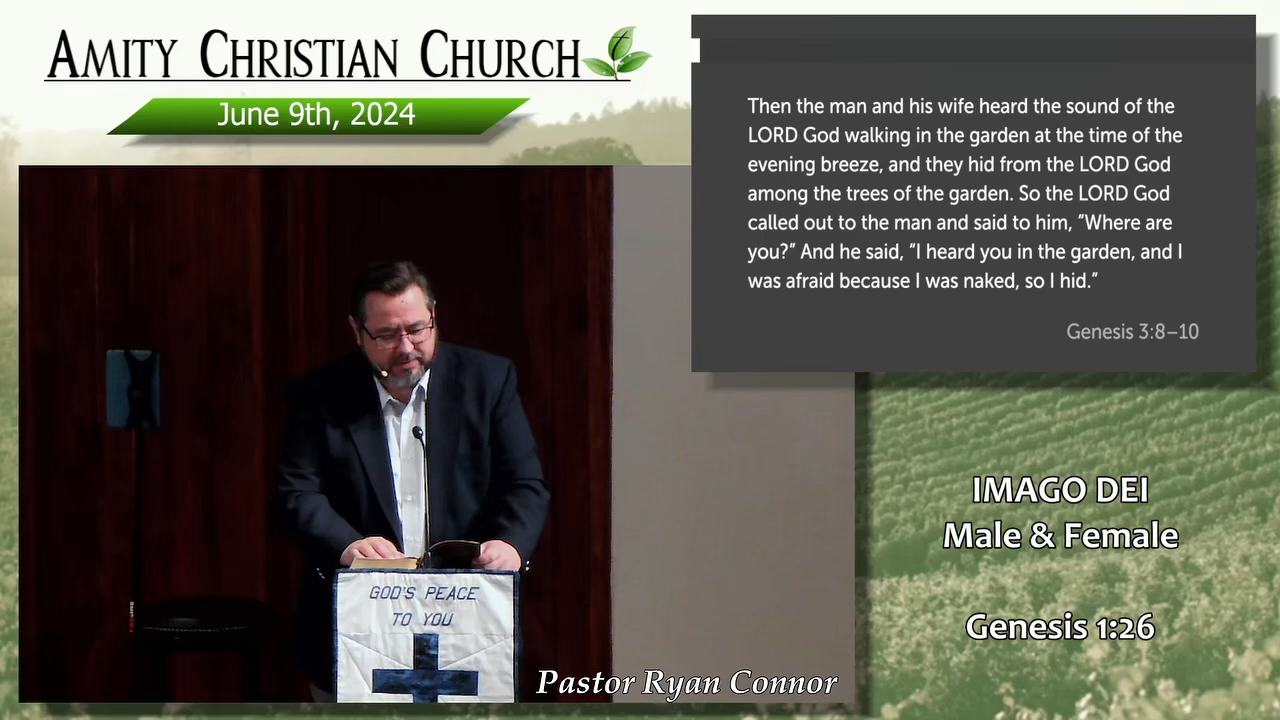 AMITY CHRISTIAN CHURCH
June 9th, 2024
Then the man and his wife heard the sound of the
LORD God walking in the garden at the time of the
evening breeze, and they hid from the LORD God
among the trees of the garden. So the LORD God
called out to the man and said to him, "Where are
you?" And he said, "I heard you in the garden, and I
was afraid because I was naked, so I hid."
Genesis 3:8–10
IMAGO DEI
Male & Female
Genesis 1:26
GOD'S PEACE
TO YOU
Pastor Ryan Connor